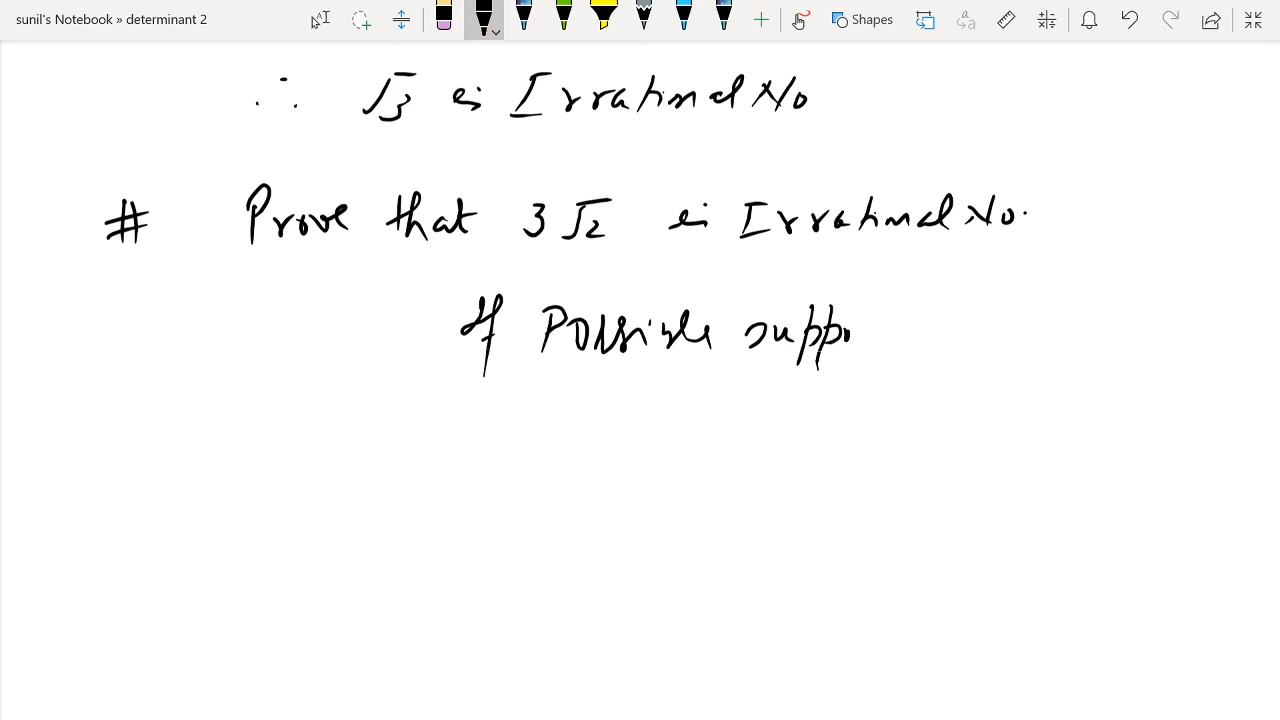 sunil's Notebook » determinant 2
Shapes
∴ √3 is Irrational No
# Prove that 3√2 is Irrational No.
If Possible suppo